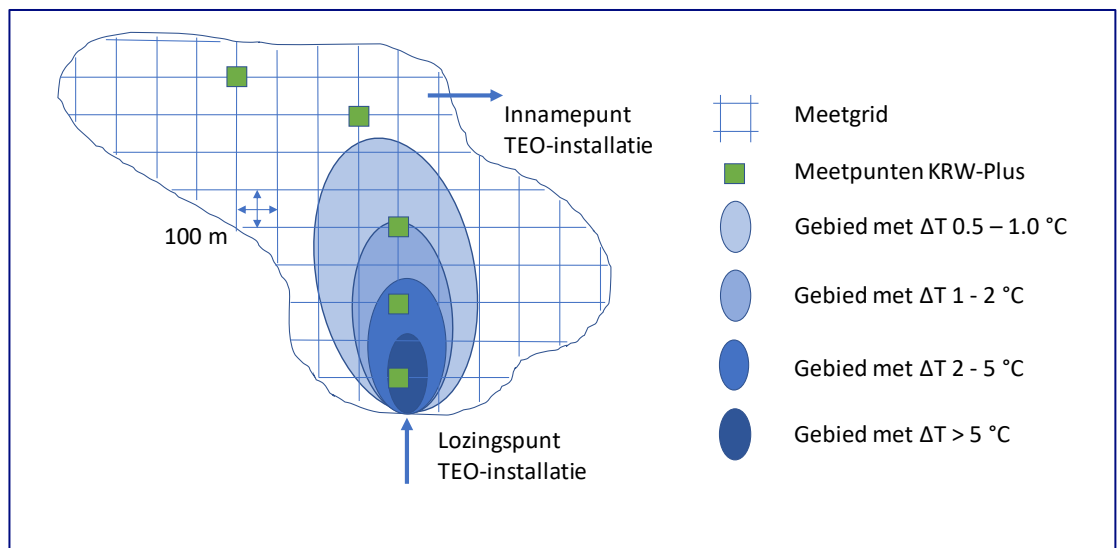 Innamepunt
TEO-installatie
100 m
Lozingspunt
TEO-installatie
Meetgrid
Meetpunten KRW-Plus
Gebied met ΔT 0.5 – 1.0 °C
Gebied met ΔT 1 - 2 °C
Gebied met ΔT 2 - 5 °C
Gebied met ΔT > 5 °C